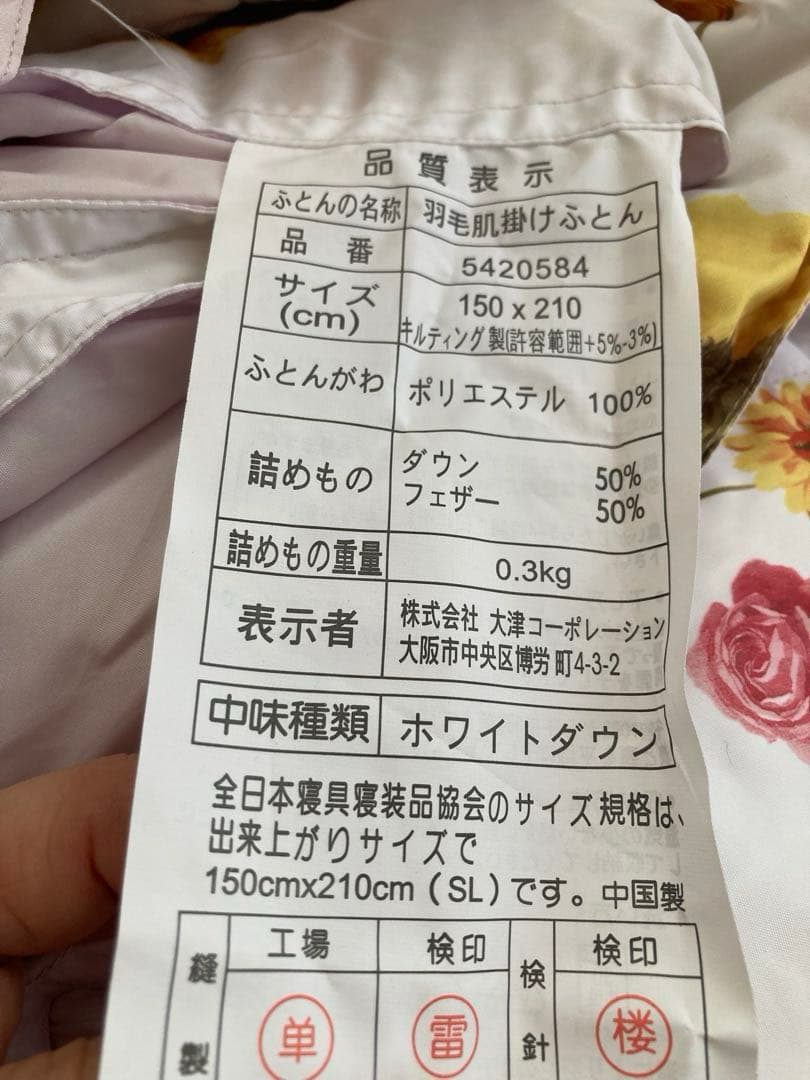 品質表示
ふとんの名称 羽毛肌掛けふとん
品番 5420584
サイズ(cm) 150 x 210
キルティング製(許容範囲+5%-3%)
ふとんがわ ポリエステル 100%
詰めもの ダウン 50%
フェザー 50%
詰めもの重量 0.3kg
表示者 株式会社 大津コーポレーション
大阪市中央区博労町4-3-2
中味種類 ホワイトダウン
全日本寝具寝装品協会のサイズ規格は、
出来上がりサイズで
150cmx210cm(SL)です。中国製
縫製 工場 検印 検針 検印
单 雷 楼